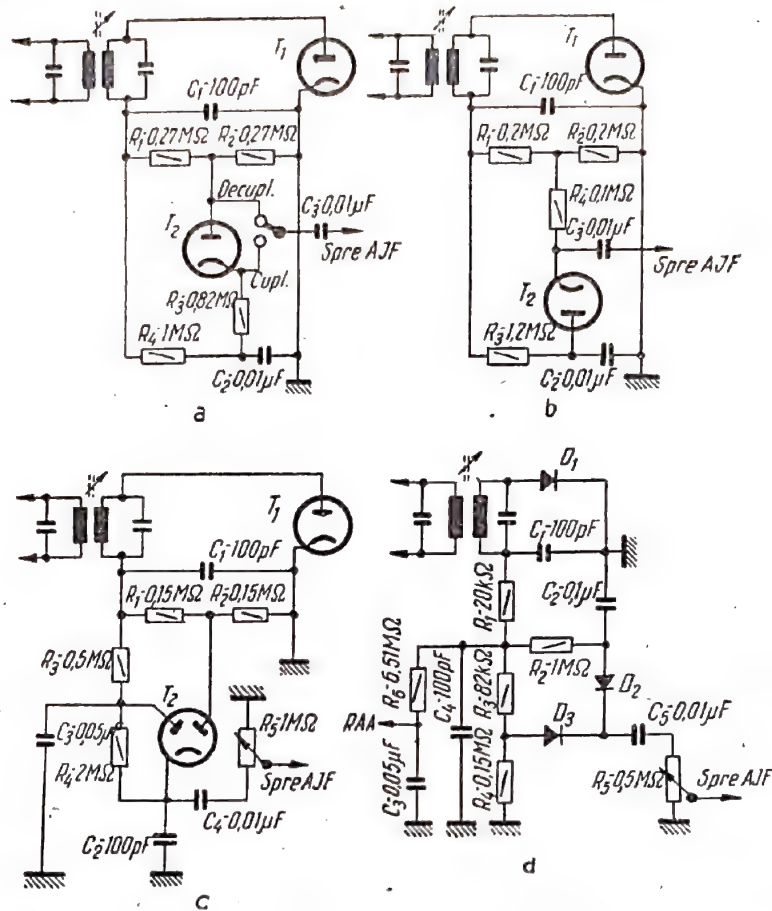 T₁
C₁=100pF
R₁=0,27MΩ R₂=0,27MΩ
Decupl.
T₂
C₃=0,01μF
Spre AJF
Cupl.
R₃=0,82MΩ
R₄=1MΩ
C₂=0,01μF
a
T₁
C₁=100pF
R₁=0,2MΩ R₂=0,2MΩ
R₄=0,1MΩ
C₃=0,01μF
Spre AJF
T₂
R₃=1,2MΩ
C₂=0,01μF
b
T₁
C₁=100pF
R₁=0,15MΩ R₂=0,15MΩ
R₃=0,5MΩ
T₂
C₃=0,05μ
R₄=2MΩ
R₅=1MΩ
Spre AJF
C₄=0,01μF
C₂=100pF
c
D₁
C₁=100pF
R₁=20kΩ
C₂=0,1μF
R₆=0,51MΩ
C₄=100pF
R₂=1MΩ
R₃=82kΩ
D₂
RAA
D₃
C₅=0,01μF
C₃=0,05μF
R₄=0,15MΩ
R₅=0,5MΩ
Spre AJF
d